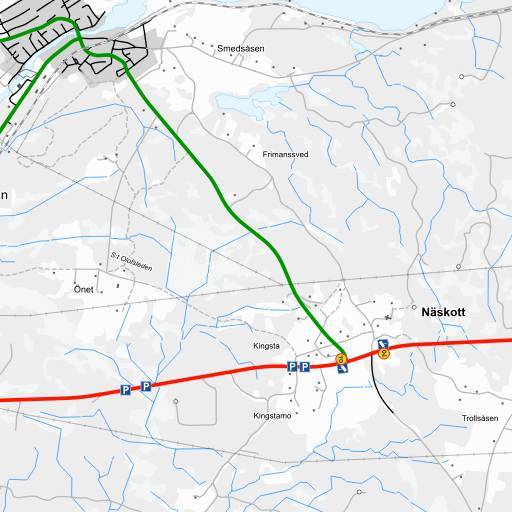 Smedsåsen
Frimanssved
n
S:t Olofsleden
Önet
Näskott
Kingsta
P P
P P
Kingstamo
Trollsåsen